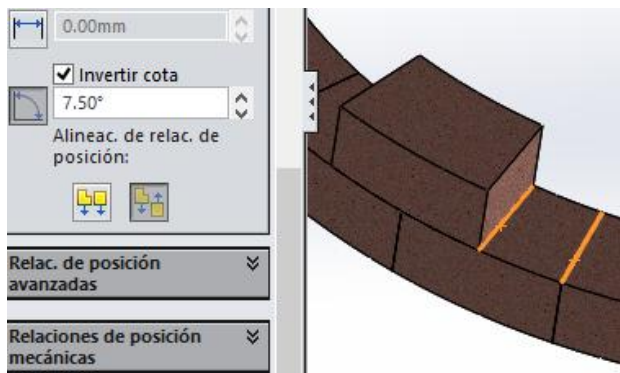 0.00mm
Invertir cota
7.50°
Alineac. de relac. de
posición:
Relac. de posición
avanzadas
Relaciones de posición
mecánicas